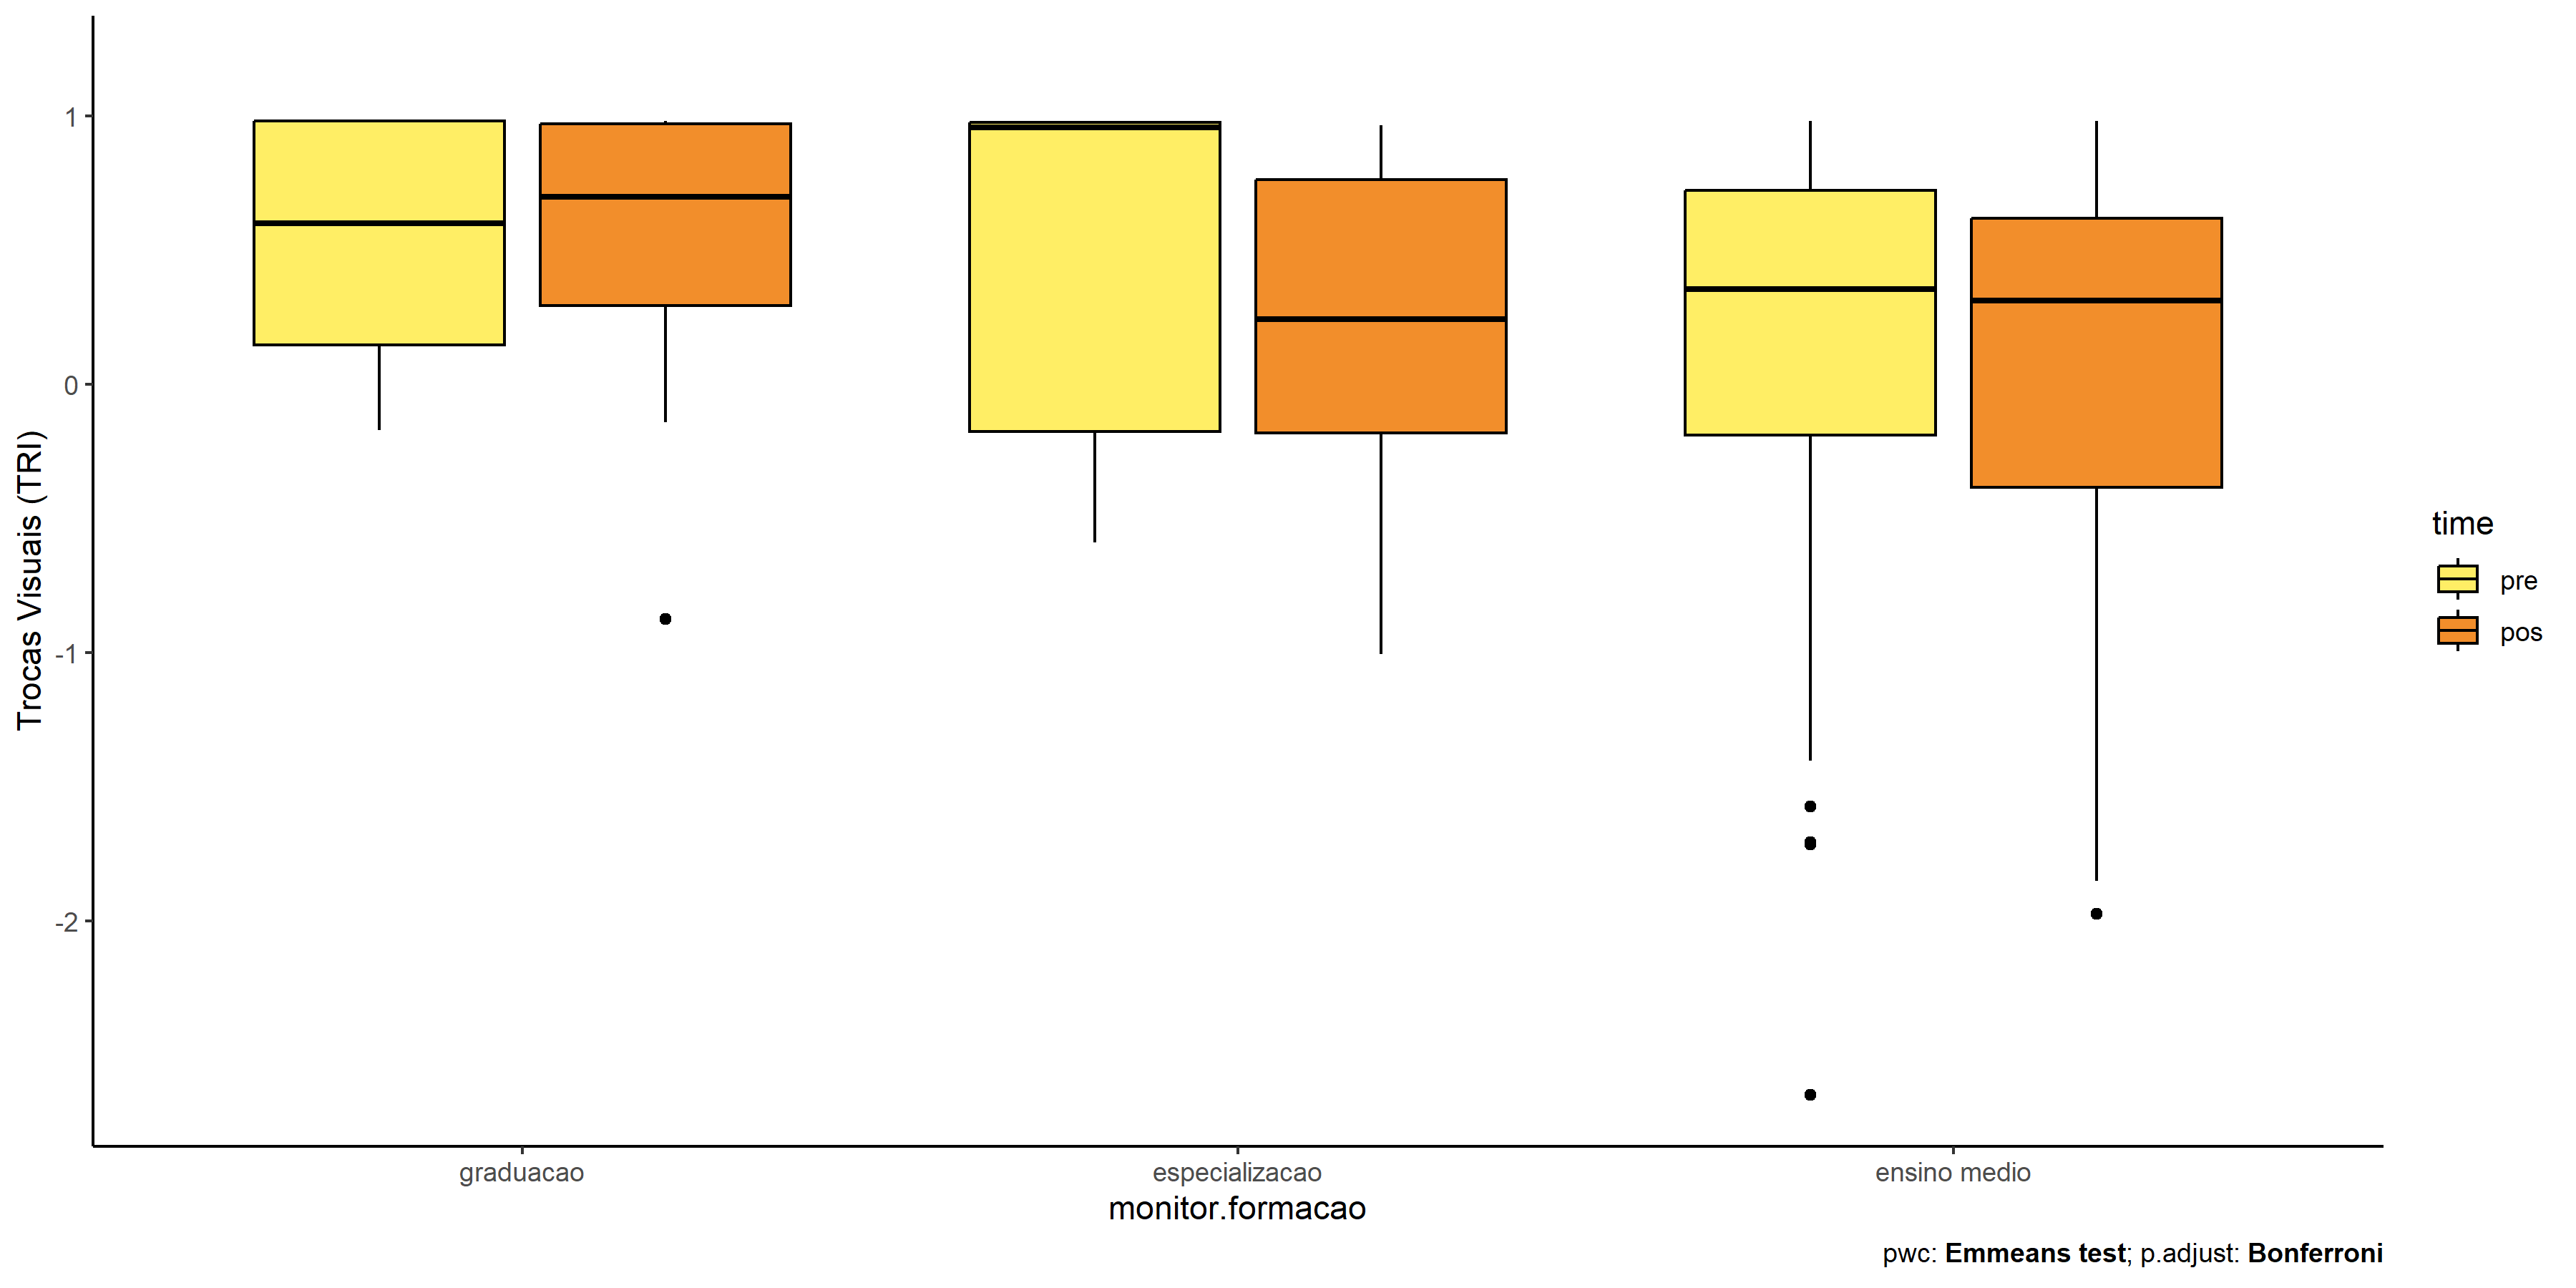 Trocas Visuais (TRI)
1
0
-1
-2
graduacao
especializacao
ensino medio
monitor.formacao
time
pre
pos
pwc: Emmeans test; p.adjust: Bonferroni